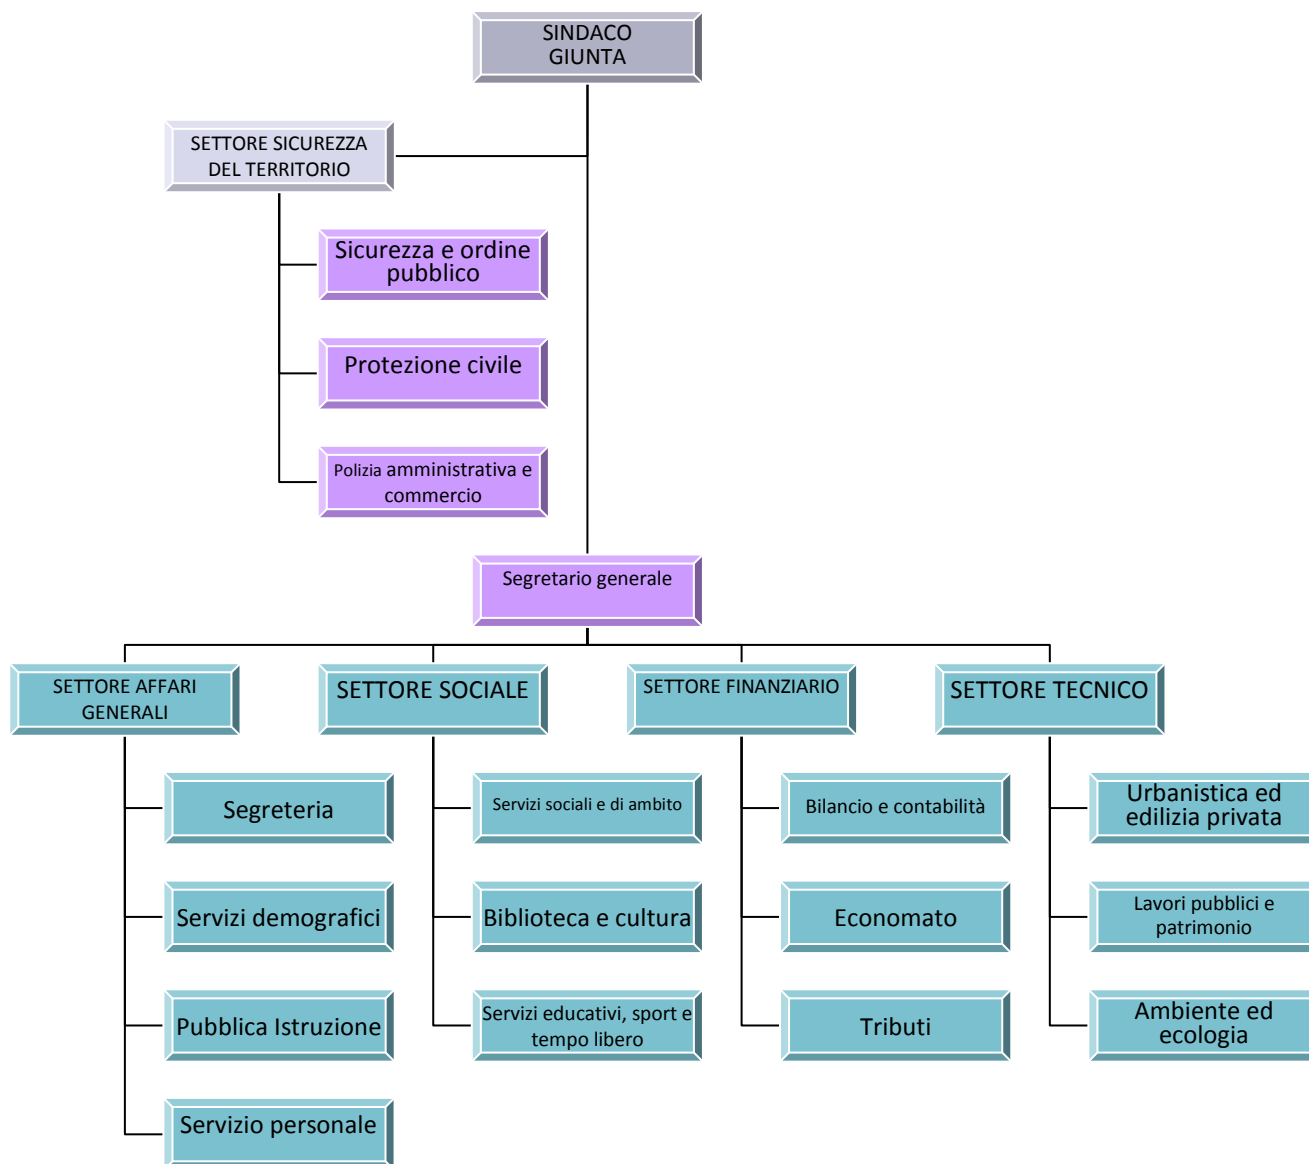 SINDACO
GIUNTA
SETTORE SICUREZZA
DEL TERRITORIO
Sicurezza e ordine
pubblico
Protezione civile
Polizia amministrativa e
commercio
Segretario generale
SETTORE AFFARI
GENERALI
SETTORE SOCIALE
SETTORE FINANZIARIO
SETTORE TECNICO
Segreteria
Servizi sociali e di ambito
Bilancio e contabilità
Urbanistica ed
edilizia privata
Servizi demografici
Biblioteca e cultura
Economato
Lavori pubblici e
patrimonio
Pubblica Istruzione
Servizi educativi, sport e
tempo libero
Tributi
Ambiente ed
ecologia
Servizio personale